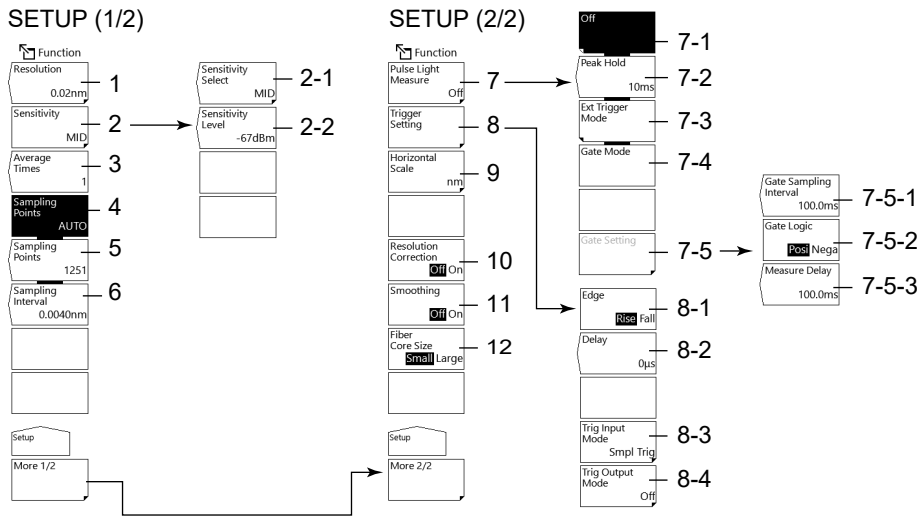 SETUP (1/2)
Function
Resolution
0.02nm
1
Sensitivity
MID
2
Average
Times
1
3
Sampling
Points
AUTO
4
Sampling
Points
1251
5
Sampling
Interval
0.0040nm
6
Setup
More 1/2
Sensitivity
Select
MID
2-1
Sensitivity
Level
-67dBm
2-2
SETUP (2/2)
Function
Pulse Light
Measure
Off
7
Trigger
Setting
8
Horizontal
Scale
nm
9
Resolution
Correction
Off On
10
Smoothing
Off On
11
Fiber
Core Size
Small Large
12
Setup
More 2/2
Off
7-1
Peak Hold
10ms
7-2
Ext Trigger
Mode
7-3
Gate Mode
7-4
Gate Setting
7-5
Gate Sampling
Interval
100.0ms
7-5-1
Gate Logic
Posi Nega
7-5-2
Measure Delay
100.0ms
7-5-3
Edge
Rise Fall
8-1
Delay
0µs
8-2
Trig Input
Mode
Smpl Trig
8-3
Trig Output
Mode
Off
8-4